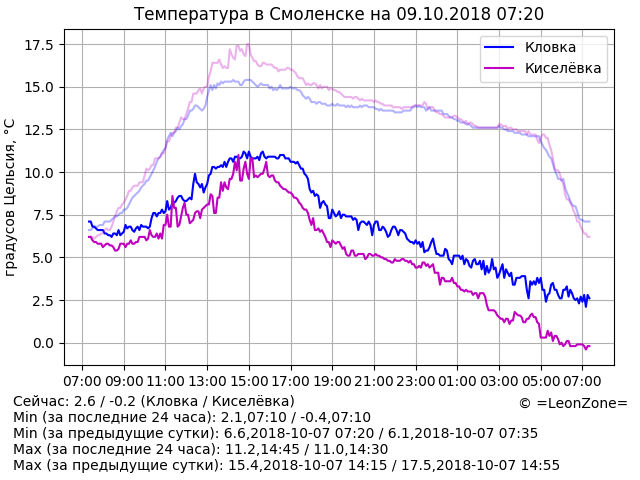 Температура в Смоленске на 09.10.2018 07:20
градусов Цельсия, °C
17.5
15.0
12.5
10.0
7.5
5.0
2.5
0.0
Кловка
Киселёвка
07:00 09:00 11:00 13:00 15:00 17:00 19:00 21:00 23:00 01:00 03:00 05:00 07:00
Сейчас: 2.6 / -0.2 (Кловка / Киселёвка)
© =LeonZone=
Min (за последние 24 часа): 2.1,07:10 / -0.4,07:10
Min (за предыдущие сутки): 6.6,2018-10-07 07:20 / 6.1,2018-10-07 07:35
Max (за последние 24 часа): 11.2,14:45 / 11.0,14:30
Max (за предыдущие сутки): 15.4,2018-10-07 14:15 / 17.5,2018-10-07 14:55